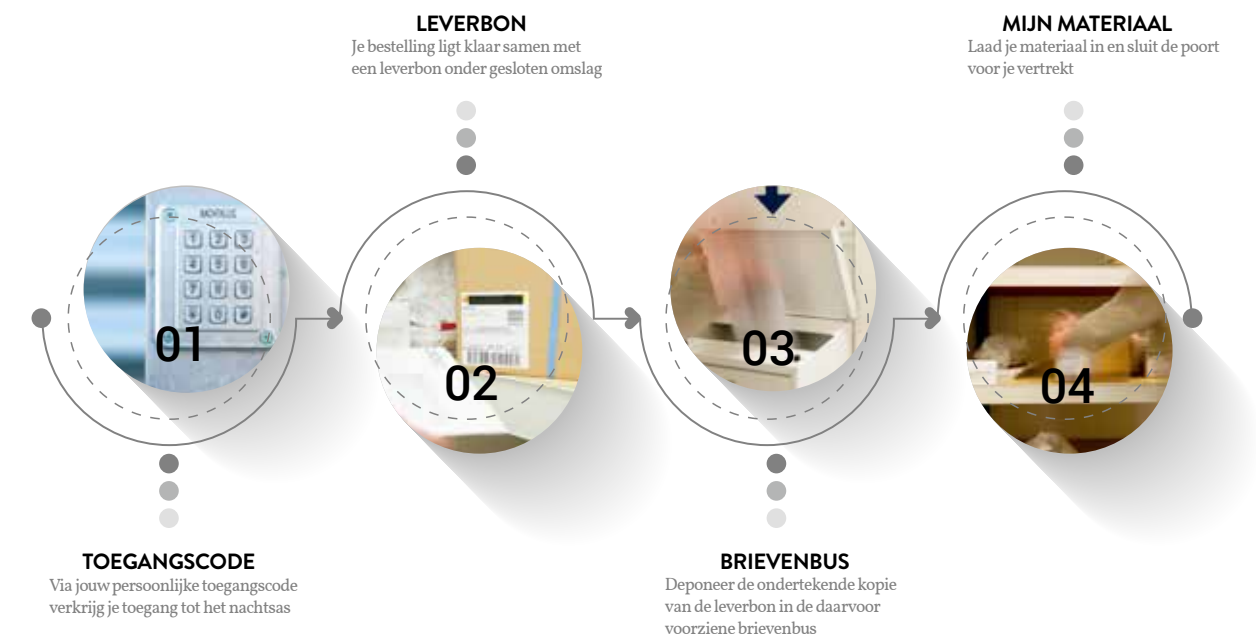 01
TOEGANGSCODE
Via jouw persoonlijke toegangscode
verkrijg je toegang tot het nachtsas
02
LEVERBON
Je bestelling ligt klaar samen met
een leverbon onder gesloten omslag
03
BRIEVENBUS
Deponeer de ondertekende kopie
van de leverbon in de daarvoor
voorziene brievenbus
04
MIJN MATERIAAL
Laad je materiaal in en sluit de poort
voor je vertrekt